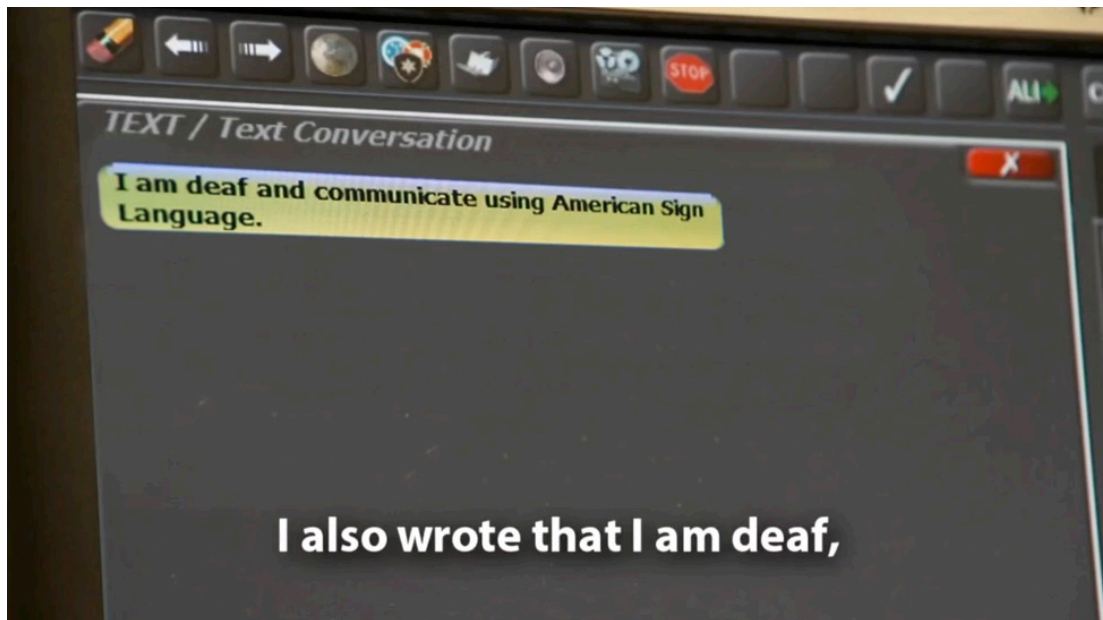 STOP
ALI
TEXT / Text Conversation
X
I am deaf and communicate using American Sign
Language.
I also wrote that I am deaf,